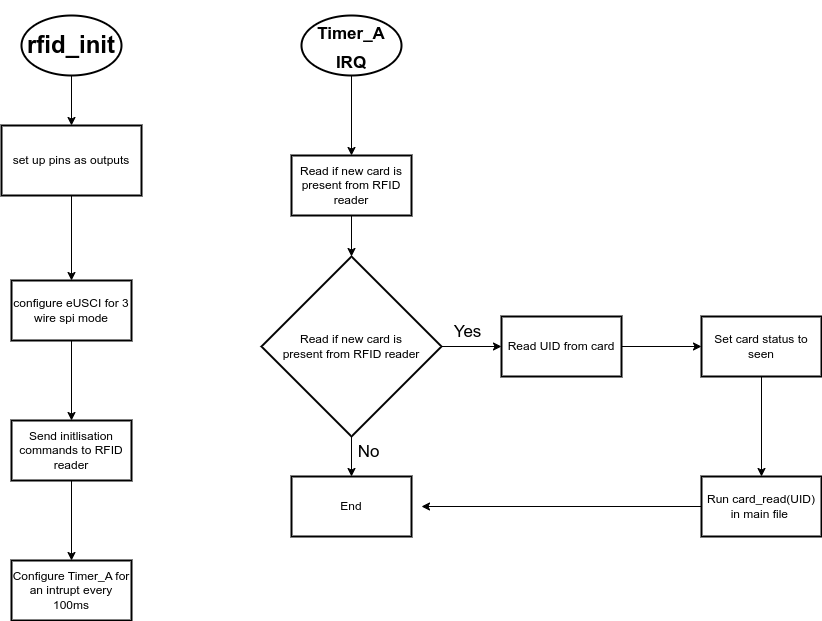 rfid_init
set up pins as outputs
configure eUSCI for 3
wire spi mode
Send initlisation
commands to RFID
reader
Configure Timer_A for
an intrupt every
100ms
Timer_A
IRQ
Read if new card is
present from RFID
reader
Read if new card is
present from RFID reader
Yes
Read UID from card
Set card status to
seen
Run card_read(UID)
in main file
No
End